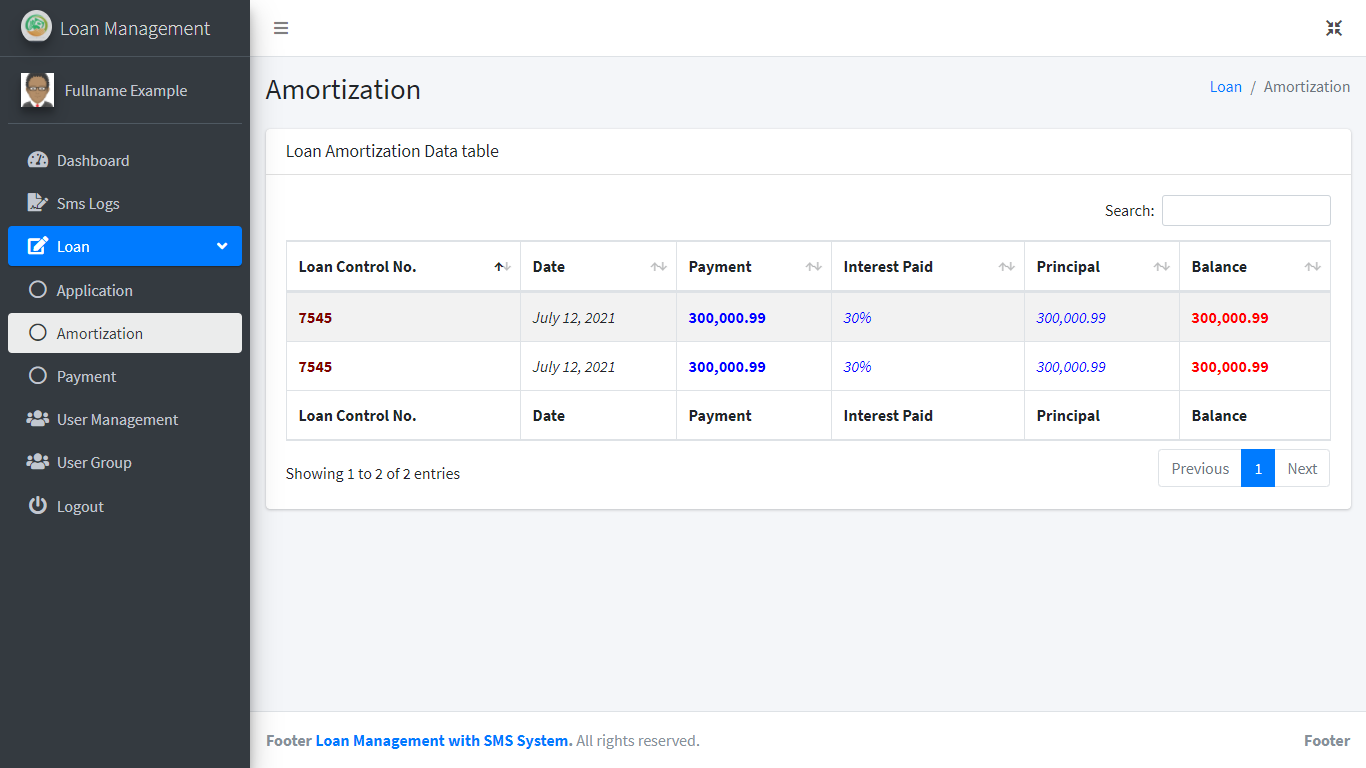 Loan Management
Fullname Example
Dashboard
Sms Logs
Loan
Application
Amortization
Payment
User Management
User Group
Logout
Amortization
Loan / Amortization
Loan Amortization Data table
Search:
Loan Control No. Date Payment Interest Paid Principal Balance
7545 July 12, 2021 300,000.99 30% 300,000.99 300,000.99
7545 July 12, 2021 300,000.99 30% 300,000.99 300,000.99
Loan Control No. Date Payment Interest Paid Principal Balance
Showing 1 to 2 of 2 entries
Previous 1 Next
Footer Loan Management with SMS System. All rights reserved.
Footer